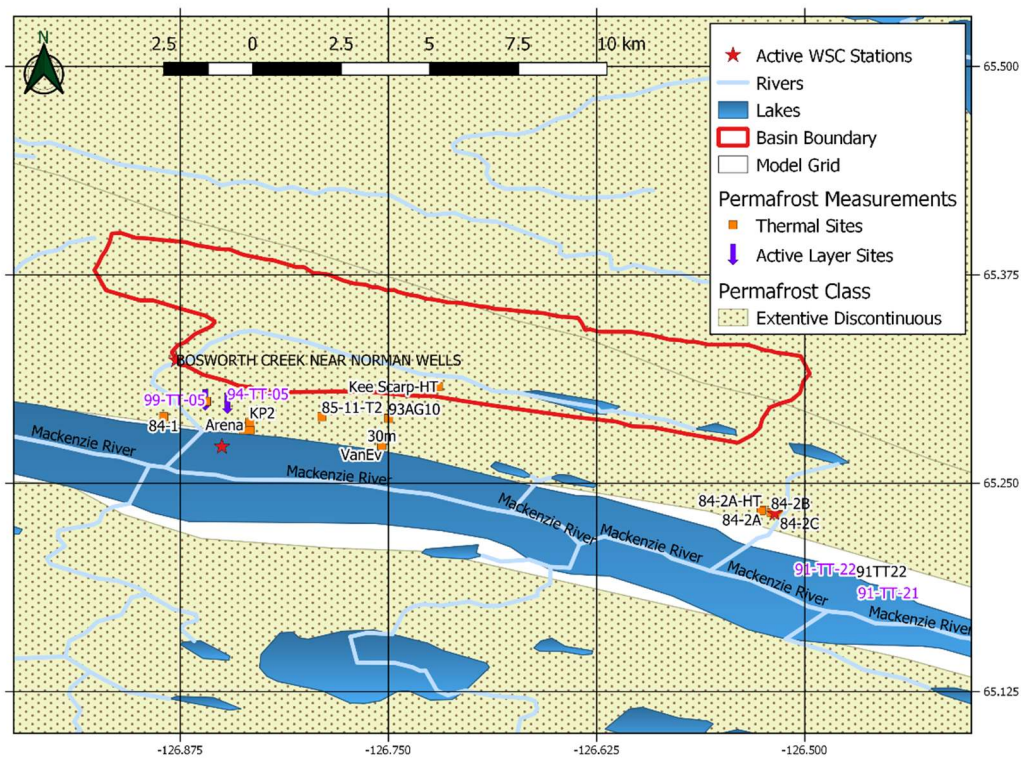 N
2.5 0 2.5 5 7.5 10 km
Active WSC Stations
Rivers
Lakes
Basin Boundary
Model Grid
Permafrost Measurements
Thermal Sites
Active Layer Sites
Permafrost Class
Extentive Discontinuous
65.500
65.375
BOSWORTH CREEK NEAR NORMAN WELLS
Kee Scarp-HT
99-TT-05
94-TT-05
85-11-T2
93AG10
KP2
84-1
Arena
30m
VanEv
Mackenzie River
Mackenzie River
65.250
Mackenzie River
84-2A-HT
84-2B
84-2A
84-2C
Mackenzie River
91-TT-22
91TT22
Mackenzie River
91-TT-21
Mackenzie River
65.125
-126.875
-126.750
-126.625
-126.500